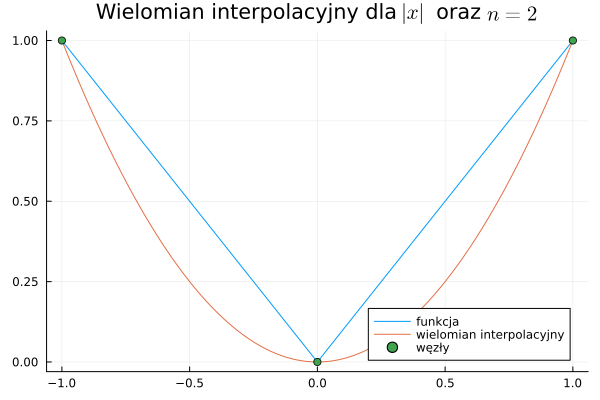 Wielomian interpolacyjny dla |x| oraz n = 2
1.00
0.75
0.50
0.25
0.00
−1.0
−0.5
0.0
0.5
1.0
funkcja
wielomian interpolacyjny
węzły